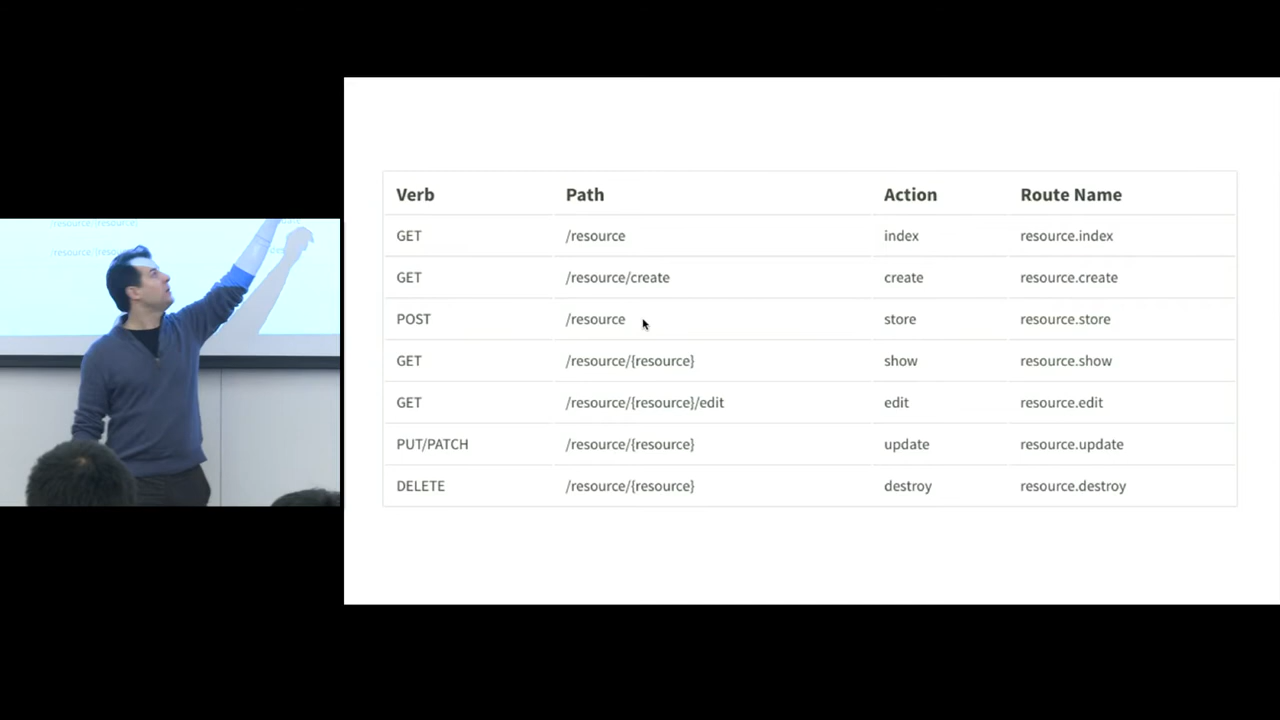 Verb Path Action Route Name
GET /resource index resource.index
GET /resource/create create resource.create
POST /resource store resource.store
GET /resource/{resource} show resource.show
GET /resource/{resource}/edit edit resource.edit
PUT/PATCH /resource/{resource} update resource.update
DELETE /resource/{resource} destroy resource.destroy